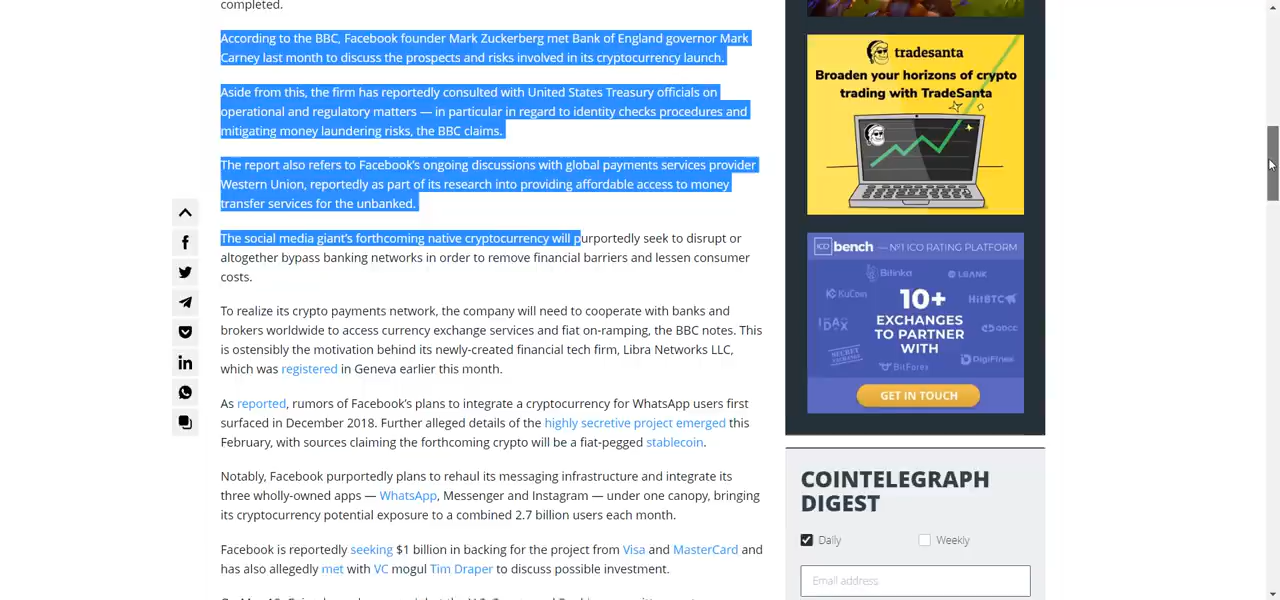 completed.
According to the BBC, Facebook founder Mark Zuckerberg met Bank of England governor Mark
Carney last month to discuss the prospects and risks involved in its cryptocurrency launch.
Aside from this, the firm has reportedly consulted with United States Treasury officials on
operational and regulatory matters — in particular in regard to identity checks procedures and
mitigating money laundering risks, the BBC claims.
The report also refers to Facebook's ongoing discussions with global payments services provider
Western Union, reportedly as part of its research into providing affordable access to money
transfer services for the unbanked.
The social media giant's forthcoming native cryptocurrency will purportedly seek to disrupt or
altogether bypass banking networks in order to remove financial barriers and lessen consumer
costs.
To realize its crypto payments network, the company will need to cooperate with banks and
brokers worldwide to access currency exchange services and fiat on-ramping, the BBC notes. This
is ostensibly the motivation behind its newly-created financial tech firm, Libra Networks LLC,
which was registered in Geneva earlier this month.
As reported, rumors of Facebook's plans to integrate a cryptocurrency for WhatsApp users first
surfaced in December 2018. Further alleged details of the highly secretive project emerged this
February, with sources claiming the forthcoming crypto will be a fiat-pegged stablecoin.
Notably, Facebook purportedly plans to rehaul its messaging infrastructure and integrate its
three wholly-owned apps — WhatsApp, Messenger and Instagram — under one canopy, bringing
its cryptocurrency potential exposure to a combined 2.7 billion users each month.
Facebook is reportedly seeking $1 billion in backing for the project from Visa and MasterCard and
has also allegedly met with VC mogul Tim Draper to discuss possible investment.
tradesanta
Broaden your horizons of crypto
trading with TradeSanta
ICO bench — Nº1 ICO RATING PLATFORM
Bitinka
LBANK
KuCoin
10+
HitBTC
IDAX
EXCHANGES
TO PARTNER
WITH
SECRET
DigiFinex
BitForex
GET IN TOUCH
COINTELEGRAPH
DIGEST
Daily
Weekly
Email address